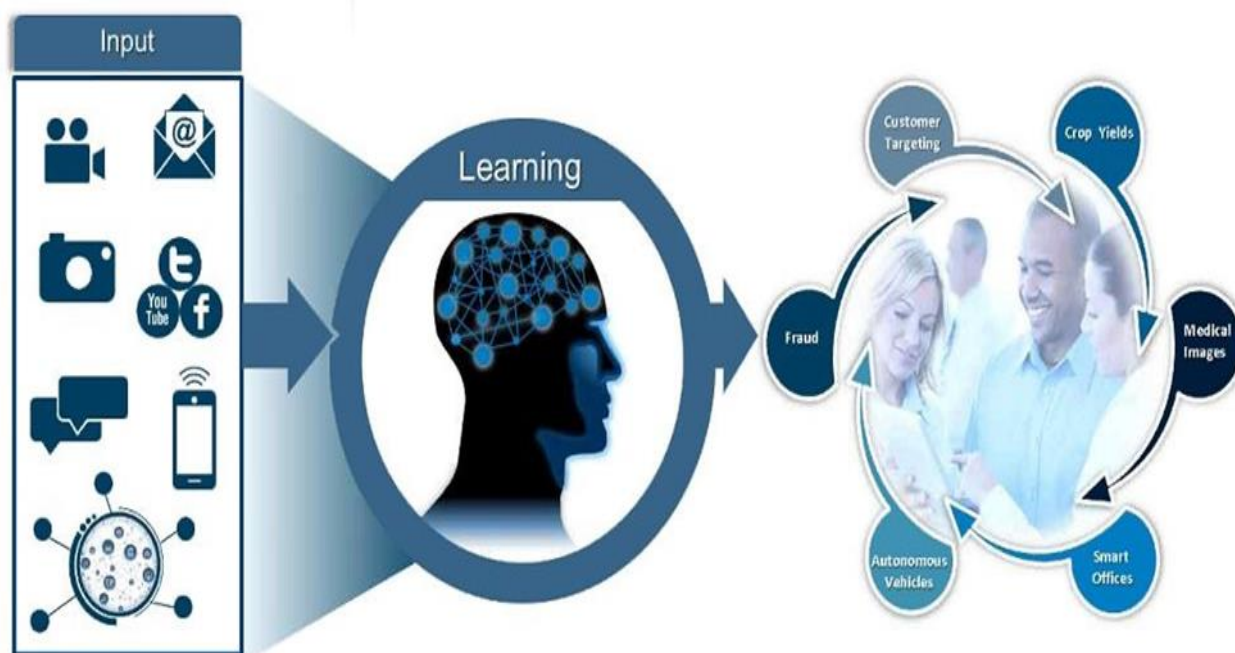 Input
@
You
Tube
f
Learning
Customer
Targeting
Crop Yields
Fraud
Medical
Images
Autonomous
Vehicles
Smart
Offices